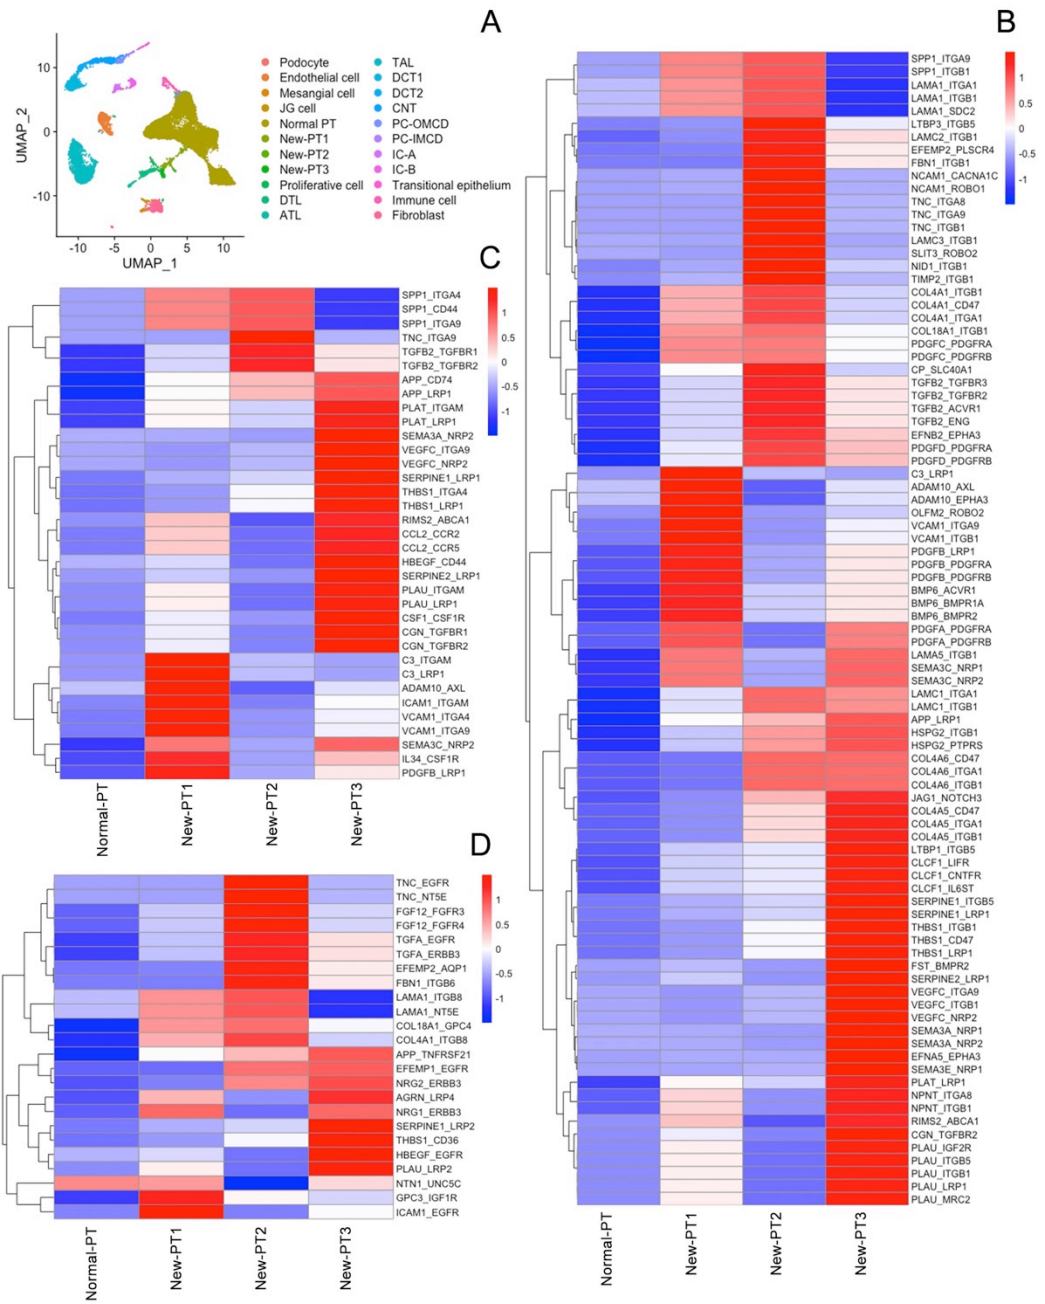 A
15
10
0
-10
UMAP_2
-10
-5
0
5
10
UMAP_1
Podocyte
Endothelial cell
Mesangial cell
JG cell
Normal PT
New-PT1
New-PT2
New-PT3
Proliferative cell
DTL
ATL
TAL
DCT1
DCT2
CNT
PC-OMCD
PC-IMCD
IC-A
IC-B
Transitional epithelium
Immune cell
Fibroblast
B
SPP1_ITGA9
SPP1_ITGB1
LAMA1_ITGA1
LAMA1_ITGB1
LAMA1_SDC2
LTBP3_ITGB5
LAMC2_ITGB1
EFEMP2_PLSCR4
FBN1_ITGB1
NCAM1_CACNA1C
NCAM1_ROBO1
TNC_ITGA8
TNC_ITGA9
TNC_ITGB1
LAMC3_ITGB1
SLIT3_ROBO2
NID1_ITGB1
TIMP2_ITGB1
COL4A1_ITGB1
COL4A1_CD47
COL4A1_ITGA1
COL18A1_ITGB1
PDGFC_PDGFRA
PDGFC_PDGFRB
CP_SLC40A1
TGFB2_TGFBR3
TGFB2_TGFBR2
TGFB2_ACVR1
TGFB2_ENG
EFNB2_EPHA3
PDGFD_PDGFRA
PDGFD_PDGFRB
C3_LRP1
ADAM10_AXL
ADAM10_EPHA3
OLFM2_ROBO2
VCAM1_ITGA9
VCAM1_ITGB1
PDGFB_LRP1
PDGFB_PDGFRA
PDGFB_PDGFRB
BMP6_ACVR1
BMP6_BMPR1A
BMP6_BMPR2
PDGFA_PDGFRA
PDGFA_PDGFRB
LAMA5_ITGB1
SEMA3C_NRP1
SEMA3C_NRP2
LAMC1_ITGA1
LAMC1_ITGB1
APP_LRP1
HSPG2_ITGB1
HSPG2_PTPRS
COL4A6_CD47
COL4A6_ITGA1
COL4A6_ITGB1
JAG1_NOTCH3
COL4A5_CD47
COL4A5_ITGA1
COL4A5_ITGB1
LTBP1_ITGB5
CLCF1_LIFR
CLCF1_CNTFR
CLCF1_IL6ST
SERPINE1_ITGB5
SERPINE1_LRP1
THBS1_ITGB1
THBS1_CD47
THBS1_LRP1
FST_BMPR2
SERPINE2_LRP1
VEGFC_ITGA9
VEGFC_ITGB1
VEGFC_NRP2
SEMA3A_NRP1
SEMA3A_NRP2
EFNA5_EPHA3
SEMA3E_NRP1
PLAT_LRP1
NPNT_ITGA8
NPNT_ITGB1
RIMS2_ABCA1
CGN_TGFBR2
PLAU_IGF2R
PLAU_ITGB5
PLAU_ITGB1
PLAU_LRP1
PLAU_MRC2
1
0.5
0
-0.5
-1
Normal-PT
New-PT1
New-PT2
New-PT3
C
SPP1_ITGA4
SPP1_CD44
SPP1_ITGA9
TNC_ITGA9
TGFB2_TGFBR1
TGFB2_TGFBR2
APP_CD74
APP_LRP1
PLAT_ITGAM
PLAT_LRP1
SEMA3A_NRP2
VEGFC_ITGA9
VEGFC_NRP2
SERPINE1_LRP1
THBS1_ITGA4
THBS1_LRP1
RIMS2_ABCA1
CCL2_CCR2
CCL2_CCR5
HBEGF_CD44
SERPINE2_LRP1
PLAU_ITGAM
PLAU_LRP1
CSF1_CSF1R
CGN_TGFBR1
CGN_TGFBR2
C3_ITGAM
C3_LRP1
ADAM10_AXL
ICAM1_ITGAM
VCAM1_ITGA4
VCAM1_ITGA9
SEMA3C_NRP2
IL34_CSF1R
PDGFB_LRP1
1
0.5
0
-0.5
-1
Normal-PT
New-PT1
New-PT2
New-PT3
D
TNC_EGFR
TNC_NT5E
FGF12_FGFR3
FGF12_FGFR4
TGFA_EGFR
TGFA_ERBB3
EFEMP2_AQP1
FBN1_ITGB6
LAMA1_ITGB8
LAMA1_NT5E
COL18A1_GPC4
COL4A1_ITGB8
APP_TNFRSF21
EFEMP1_EGFR
NRG2_ERBB3
AGRN_LRP4
NRG1_ERBB3
SERPINE1_LRP2
THBS1_CD36
HBEGF_EGFR
PLAU_LRP2
NTN1_UNC5C
GPC3_IGF1R
ICAM1_EGFR
1
0.5
0
-0.5
-1
Normal-PT
New-PT1
New-PT2
New-PT3